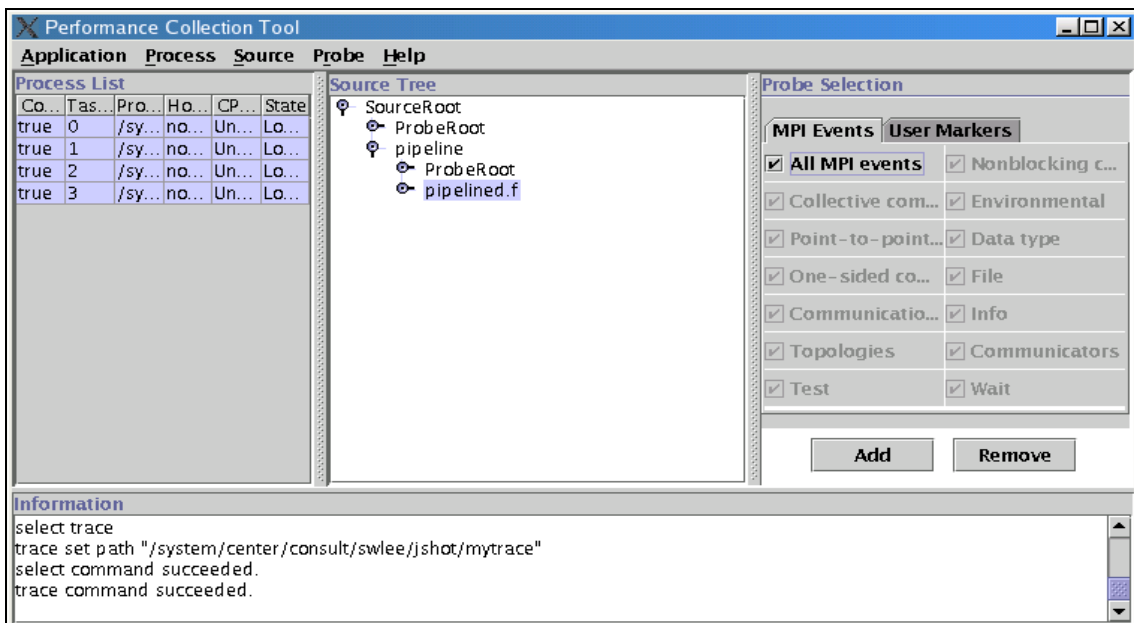 Performance Collection Tool
Application Process Source Probe Help
Process List
Co... Tas... Pro... Ho... CP... State
true 0 /sy... no... Un... Lo...
true 1 /sy... no... Un... Lo...
true 2 /sy... no... Un... Lo...
true 3 /sy... no... Un... Lo...
Source Tree
SourceRoot
ProbeRoot
pipeline
ProbeRoot
pipelined.f
Probe Selection
MPI Events User Markers
All MPI events Nonblocking c...
Collective com... Environmental
Point-to-point... Data type
One-sided co... File
Communicatio... Info
Topologies Communicators
Test Wait
Add Remove
Information
select trace
trace set path "/system/center/consult/swlee/jshot/mytrace"
select command succeeded.
trace command succeeded.